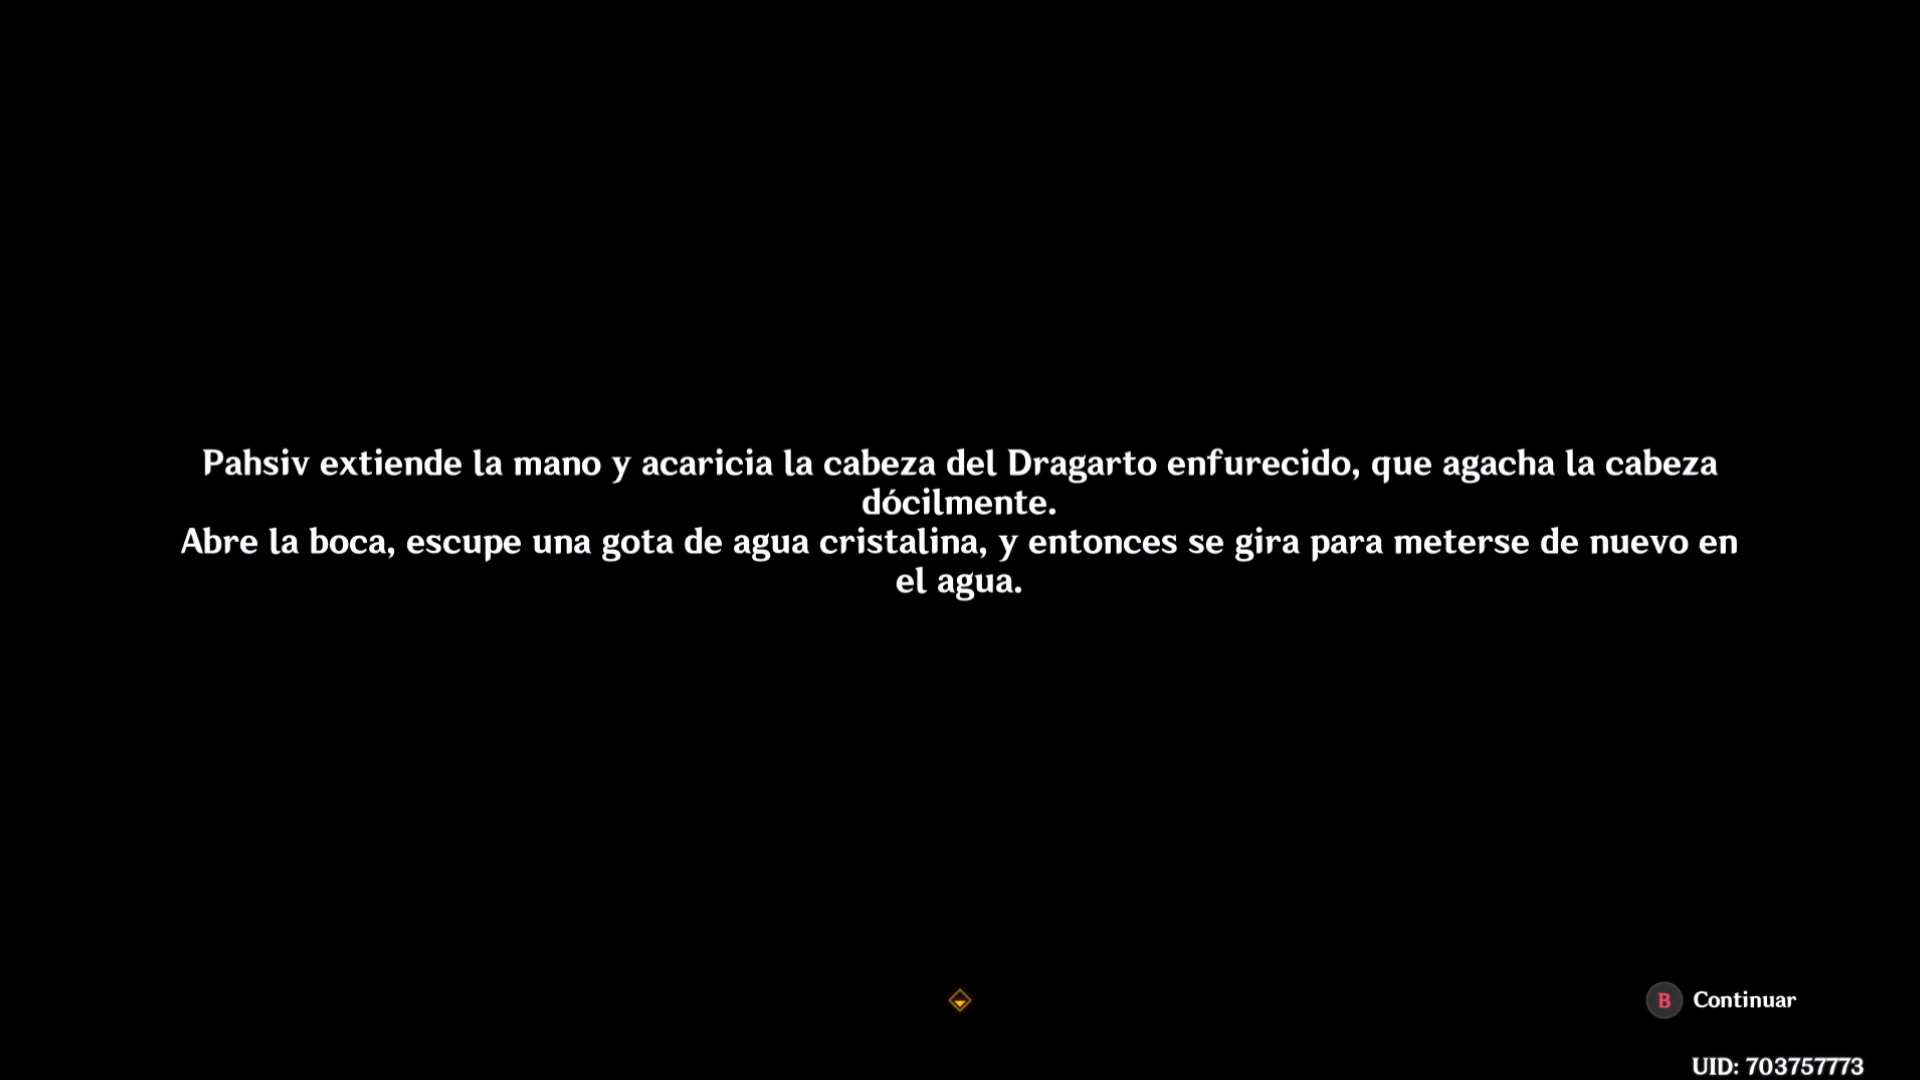 Pahsiv extiende la mano y acaricia la cabeza del Dragarto enfurecido, que agacha la cabeza
dócilmente.
Abre la boca, escupe una gota de agua cristalina, y entonces se gira para meterse de nuevo en
el agua.
B Continuar
UID: 703757773